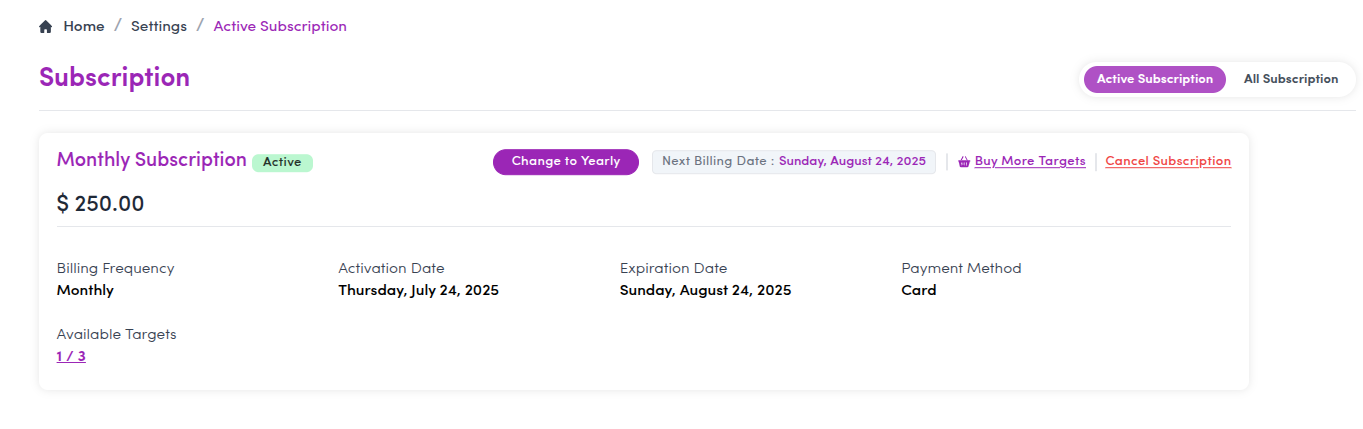 Home / Settings / Active Subscription
Subscription
Active Subscription All Subscription
Monthly Subscription Active Change to Yearly Next Billing Date : Sunday, August 24, 2025 | Buy More Targets | Cancel Subscription
$ 250.00
Billing Frequency Activation Date Expiration Date Payment Method
Monthly Thursday, July 24, 2025 Sunday, August 24, 2025 Card
Available Targets
1 / 3